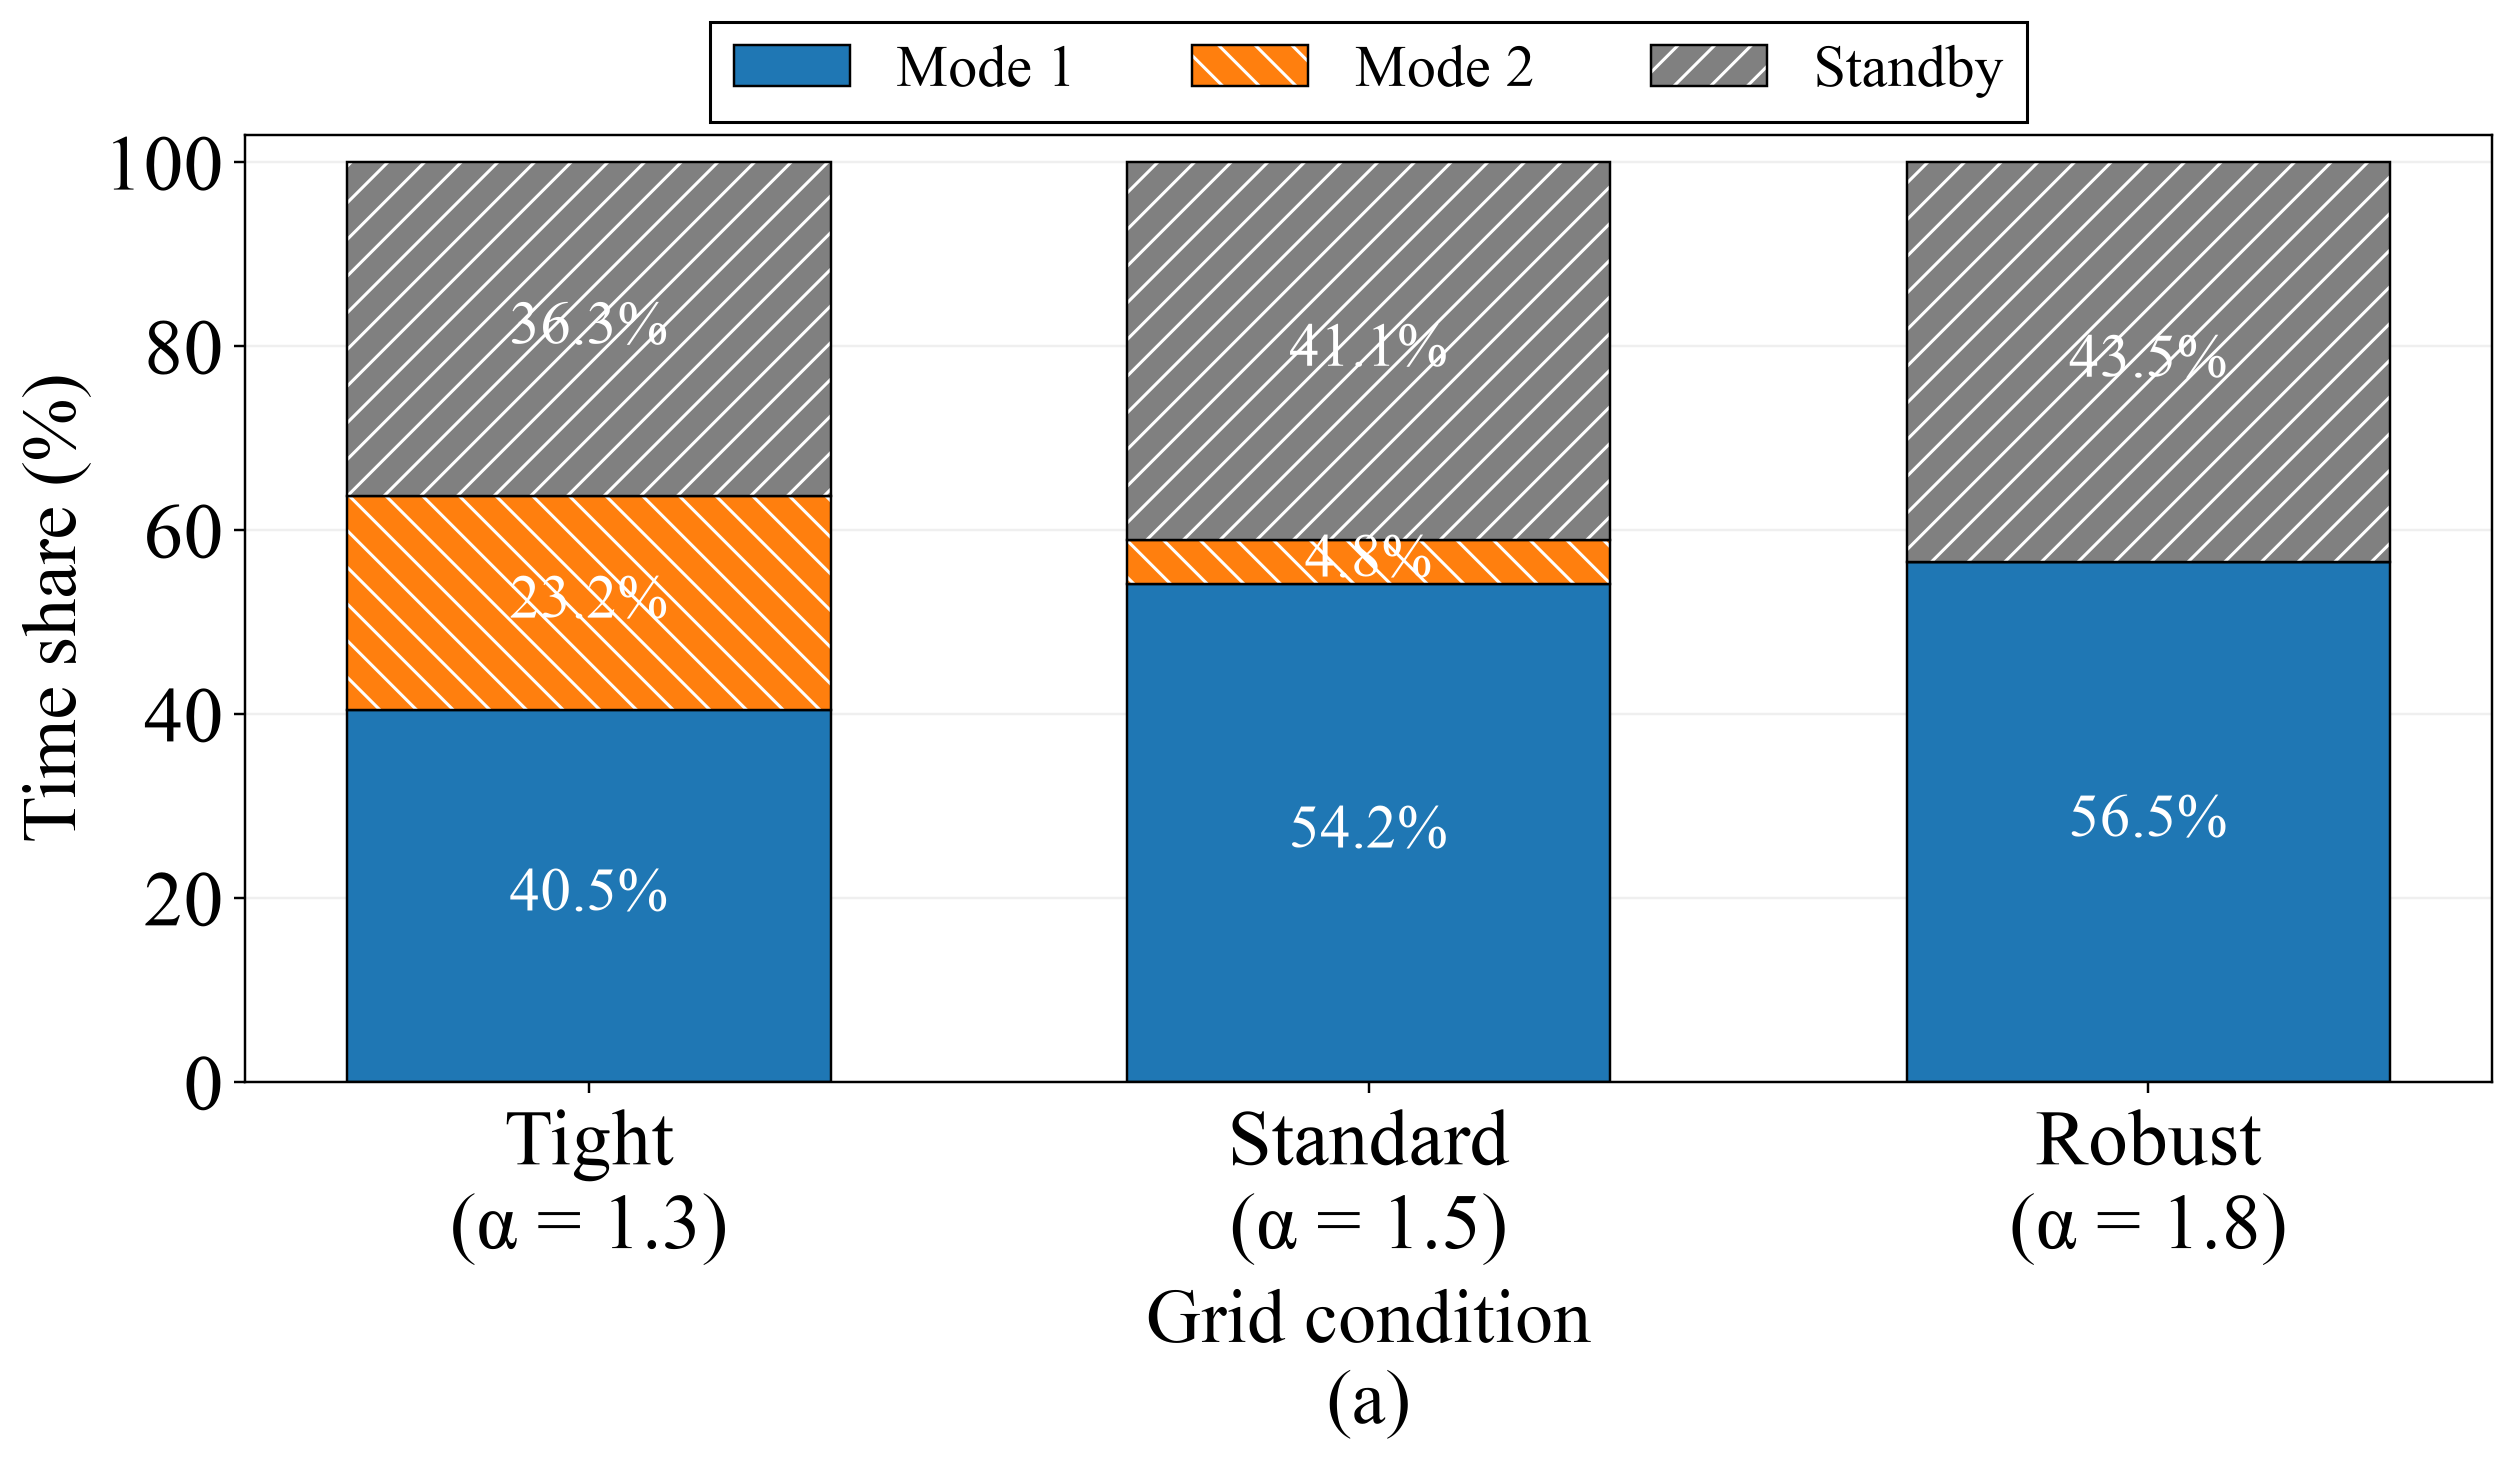 Mode 1 Mode 2 Standby
Time share (%)
100
80
60
40
20
0
36.3% 41.1% 43.5%
23.2% 4.8%
40.5% 54.2% 56.5%
Tight Standard Robust
(α = 1.3) (α = 1.5) (α = 1.8)
Grid condition
(a)